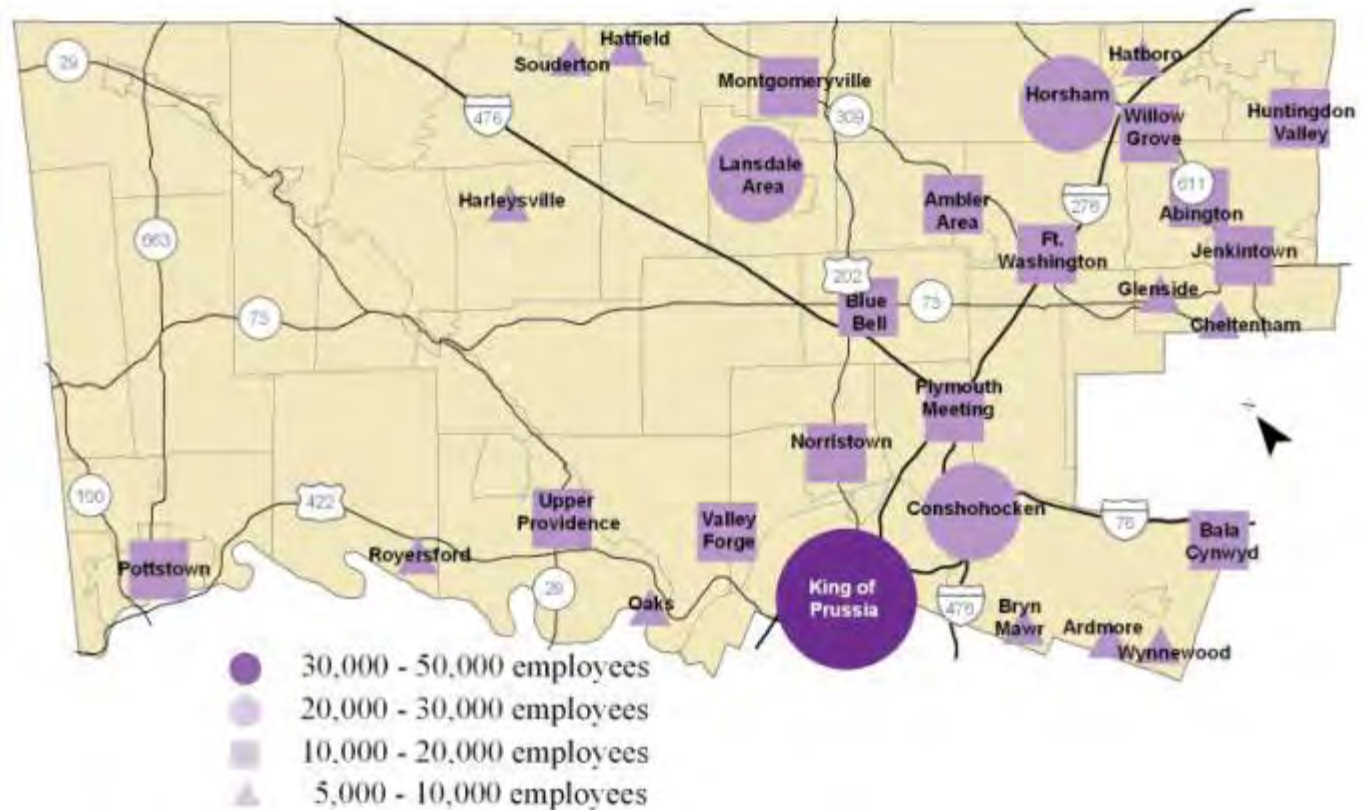 Hatfield
Souderton
Hatboro
29
Montgomeryville
Horsham
476
309
Willow
Grove
Huntingdon
Valley
Lansdale
Area
Harleysville
Ambler
Area
276
611
Abington
663
Ft.
Washington
Jenkintown
202
Blue
Bell
73
Glenside
Cheltenham
73
Plymouth
Meeting
Norristown
100
422
Upper
Providence
Valley
Forge
Conshohocken
76
Bala
Cynwyd
Pottstown
Royersford
29
Oaks
King of
Prussia
476
Bryn
Mawr
Ardmore
Wynnewood
30,000 - 50,000 employees
20,000 - 30,000 employees
10,000 - 20,000 employees
5,000 - 10,000 employees